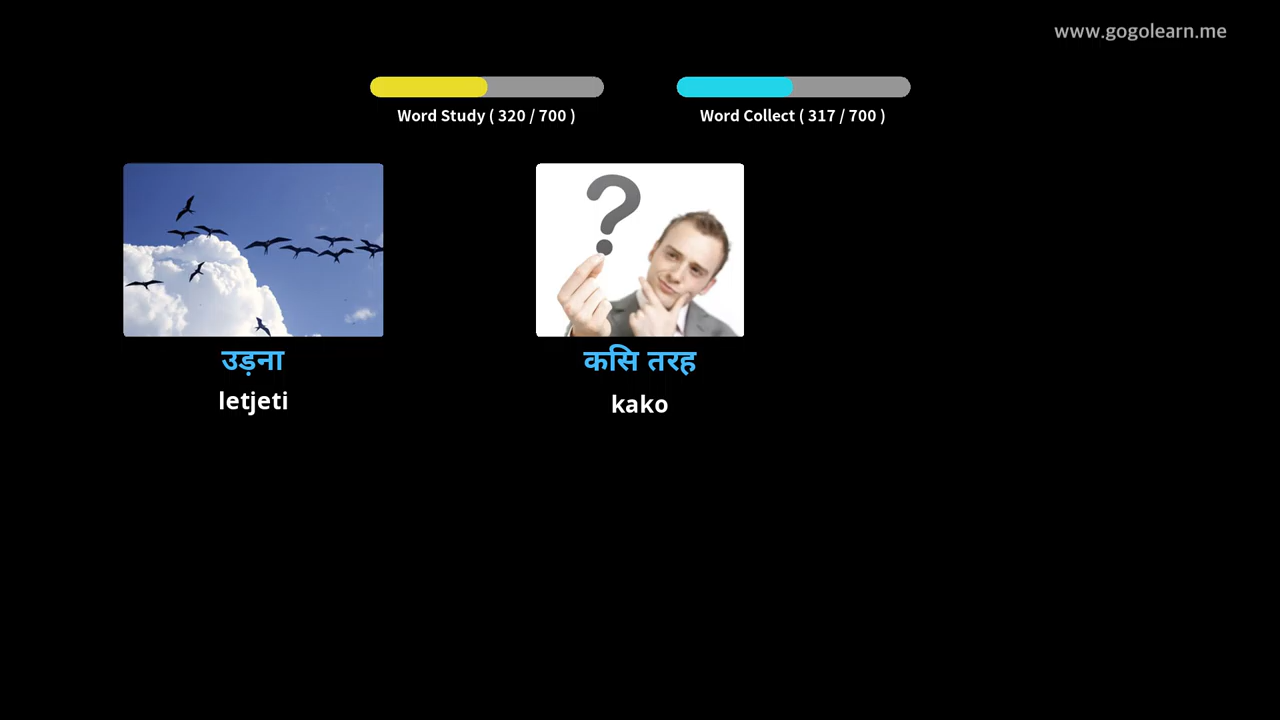 www.gogolearn.me
Word Study ( 320 / 700 )
Word Collect ( 317 / 700 )
उड़ना
letjeti
कसि तरह
kako